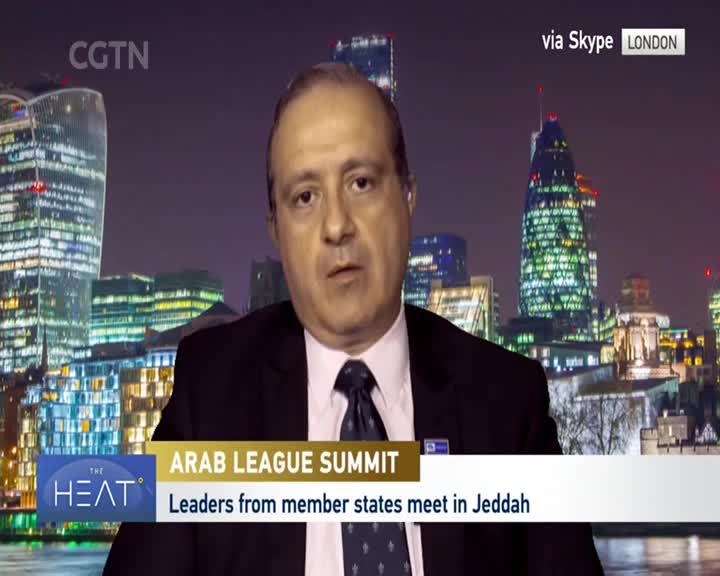 CGTN
via Skype LONDON
ARAB LEAGUE SUMMIT
THE
HEAT
Leaders from member states meet in Jeddah